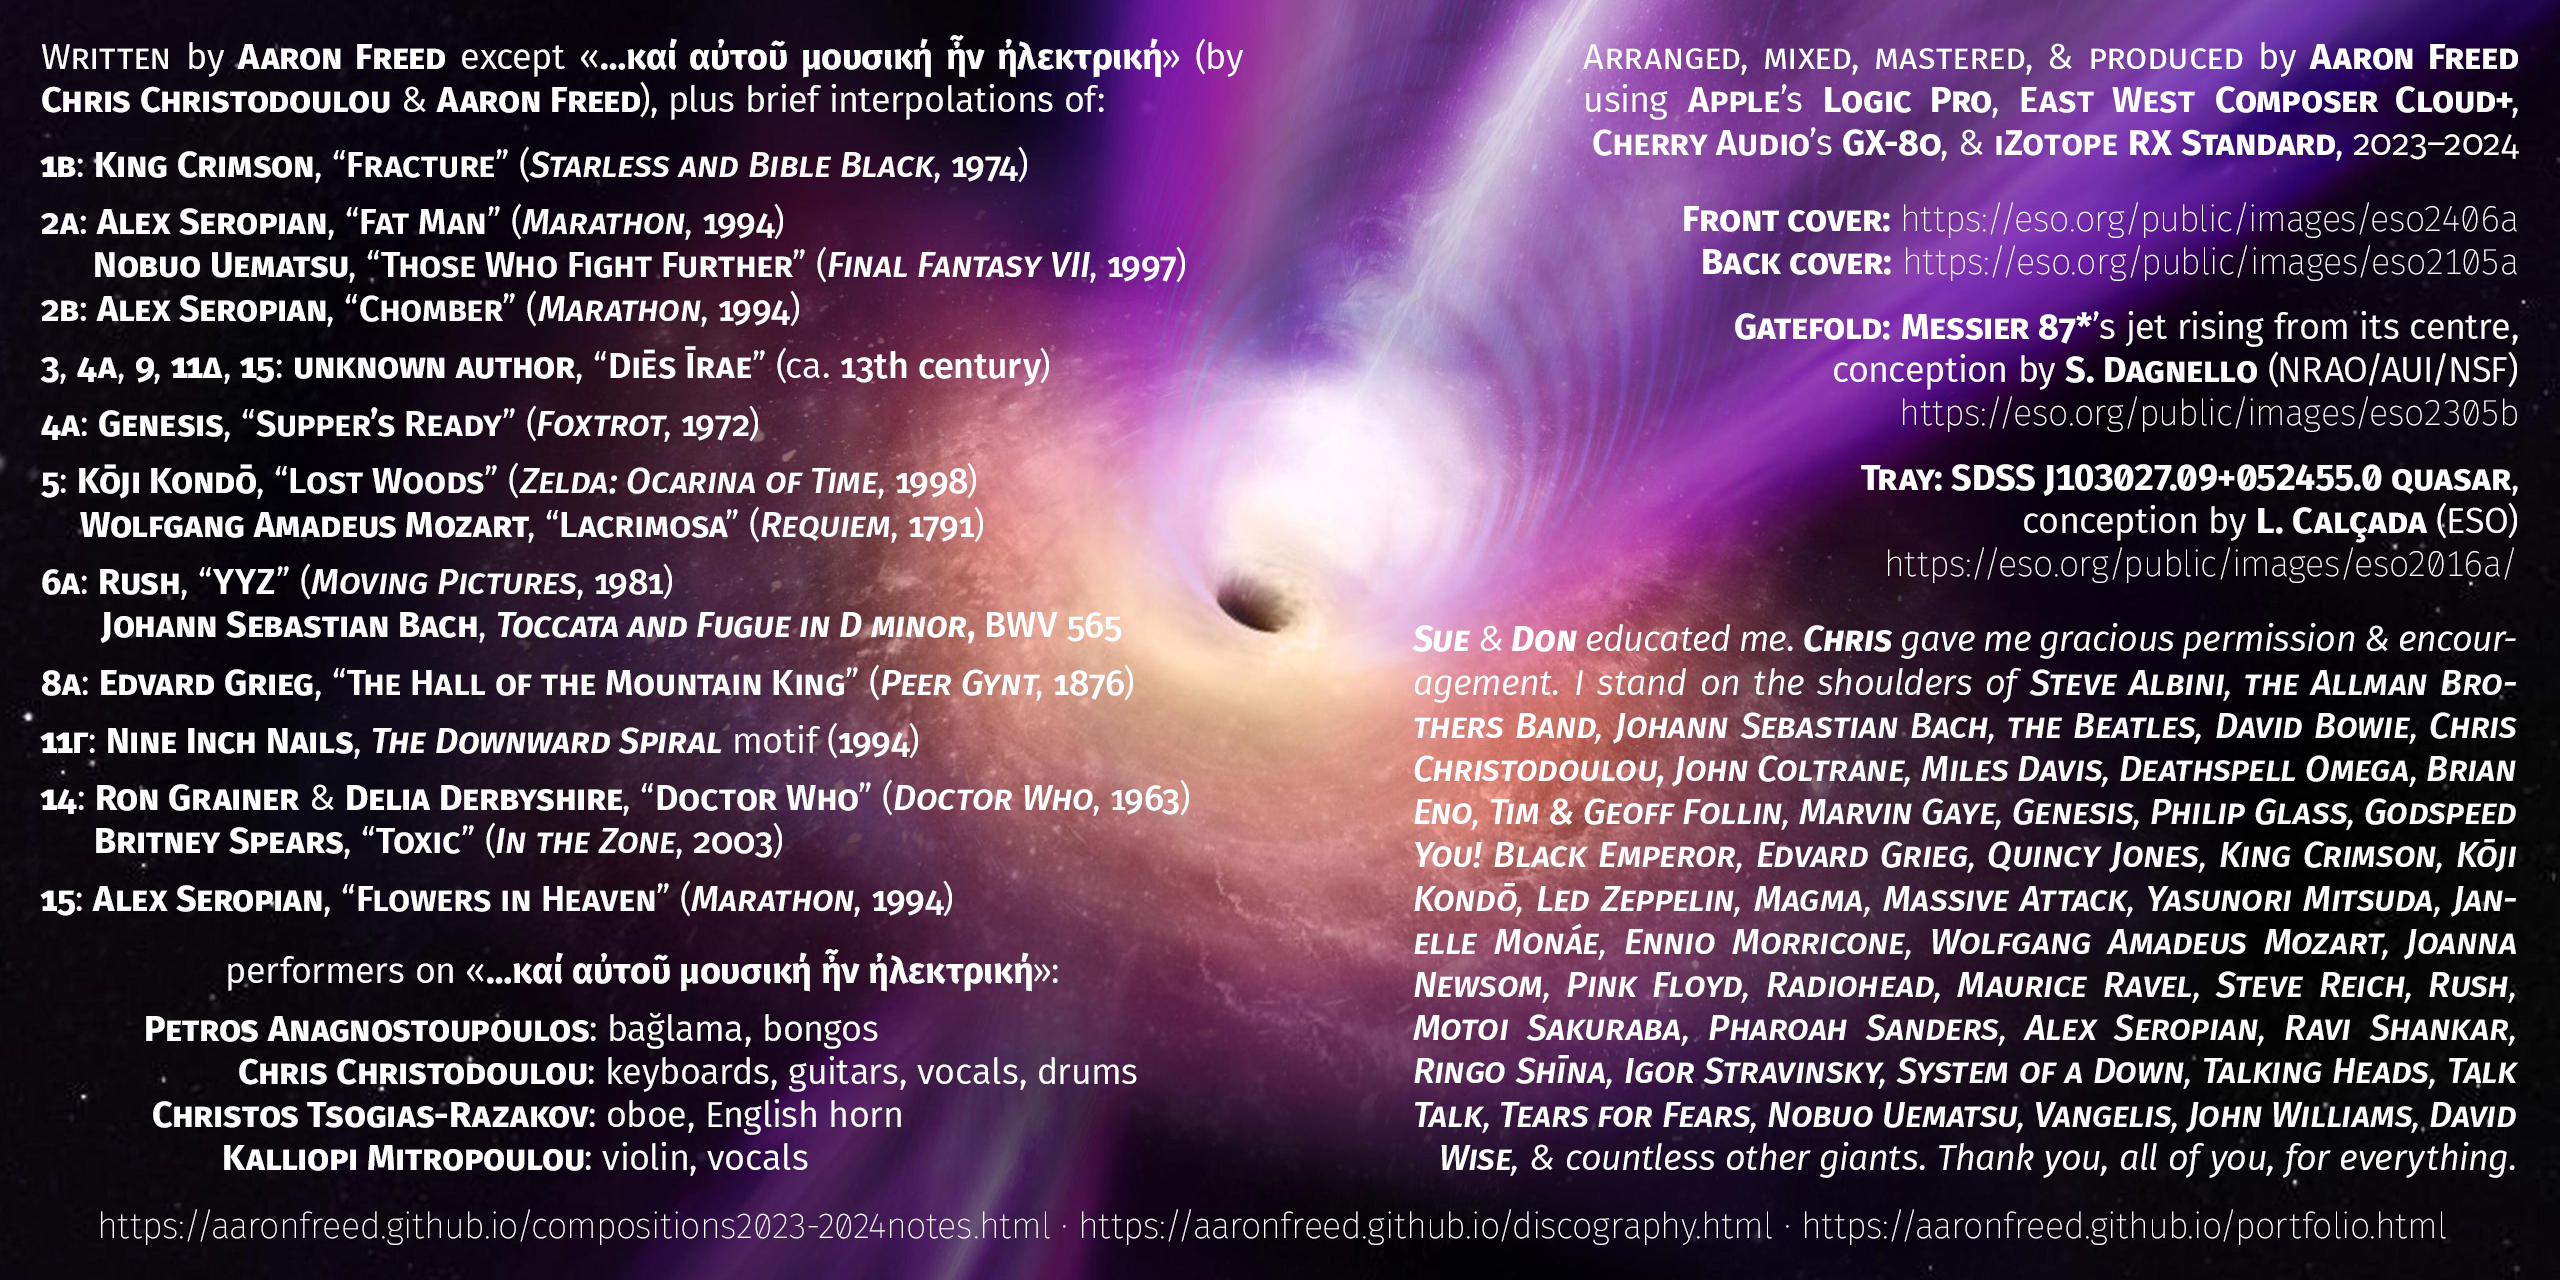 Written by Aaron Freed except «…καί αὐτοῦ μουσική ἦν ἠλεκτρική» (by
Chris Christodoulou & Aaron Freed), plus brief interpolations of:
1b: King Crimson, “Fracture” (Starless and Bible Black, 1974)
2a: Alex Seropian, “Fat Man” (Marathon, 1994)
Nobuo Uematsu, “Those Who Fight Further” (Final Fantasy VII, 1997)
2b: Alex Seropian, “Chomber” (Marathon, 1994)
3, 4a, 9, 11Δ, 15: unknown author, “Diēs Īrae” (ca. 13th century)
4a: Genesis, “Supper’s Ready” (Foxtrot, 1972)
5: Kōji Kondō, “Lost Woods” (Zelda: Ocarina of Time, 1998)
Wolfgang Amadeus Mozart, “Lacrimosa” (Requiem, 1791)
6a: Rush, “YYZ” (Moving Pictures, 1981)
Johann Sebastian Bach, Toccata and Fugue in D minor, BWV 565
8a: Edvard Grieg, “The Hall of the Mountain King” (Peer Gynt, 1876)
11Γ: Nine Inch Nails, The Downward Spiral motif (1994)
14: Ron Grainer & Delia Derbyshire, “Doctor Who” (Doctor Who, 1963)
Britney Spears, “Toxic” (In the Zone, 2003)
15: Alex Seropian, “Flowers in Heaven” (Marathon, 1994)
performers on «…καί αὐτοῦ μουσική ἦν ἠλεκτρική»:
Petros Anagnostoupoulos: bağlama, bongos
Chris Christodoulou: keyboards, guitars, vocals, drums
Christos Tsogias-Razakov: oboe, English horn
Kalliopi Mitropoulou: violin, vocals
Arranged, mixed, mastered, & produced by Aaron Freed
using Apple’s Logic Pro, East West Composer Cloud+,
Cherry Audio’s GX-80, & iZotope RX Standard, 2023–2024
Front cover: https://eso.org/public/images/eso2406a
Back cover: https://eso.org/public/images/eso2105a
Gatefold: Messier 87*’s jet rising from its centre,
conception by S. Dagnello (NRAO/AUI/NSF)
https://eso.org/public/images/eso2305b
Tray: SDSS J103027.09+052455.0 quasar,
conception by L. Calçada (ESO)
https://eso.org/public/images/eso2016a/
Sue & Don educated me. Chris gave me gracious permission & encour-
agement. I stand on the shoulders of Steve Albini, the Allman Bro-
thers Band, Johann Sebastian Bach, the Beatles, David Bowie, Chris
Christodoulou, John Coltrane, Miles Davis, Deathspell Omega, Brian
Eno, Tim & Geoff Follin, Marvin Gaye, Genesis, Philip Glass, Godspeed
You! Black Emperor, Edvard Grieg, Quincy Jones, King Crimson, Kōji
Kondō, Led Zeppelin, Magma, Massive Attack, Yasunori Mitsuda, Jan-
elle Monáe, Ennio Morricone, Wolfgang Amadeus Mozart, Joanna
Newsom, Pink Floyd, Radiohead, Maurice Ravel, Steve Reich, Rush,
Motoi Sakuraba, Pharoah Sanders, Alex Seropian, Ravi Shankar,
Ringo Shīna, Igor Stravinsky, System of a Down, Talking Heads, Talk
Talk, Tears for Fears, Nobuo Uematsu, Vangelis, John Williams, David
Wise, & countless other giants. Thank you, all of you, for everything.
https://aaronfreed.github.io/compositions2023-2024notes.html · https://aaronfreed.github.io/discography.html · https://aaronfreed.github.io/portfolio.html